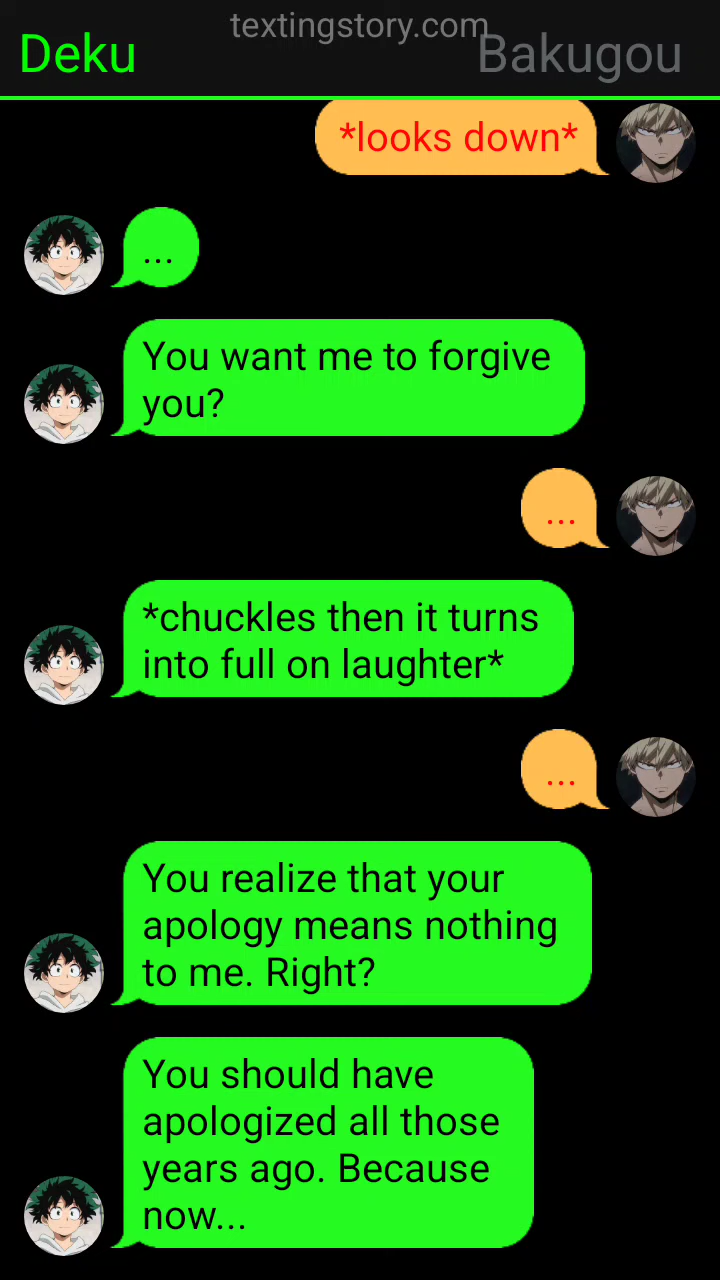 textingstory.com
Deku
Bakugou
*looks down*
...
You want me to forgive
you?
...
*chuckles then it turns
into full on laughter*
...
You realize that your
apology means nothing
to me. Right?
You should have
apologized all those
years ago. Because
now...